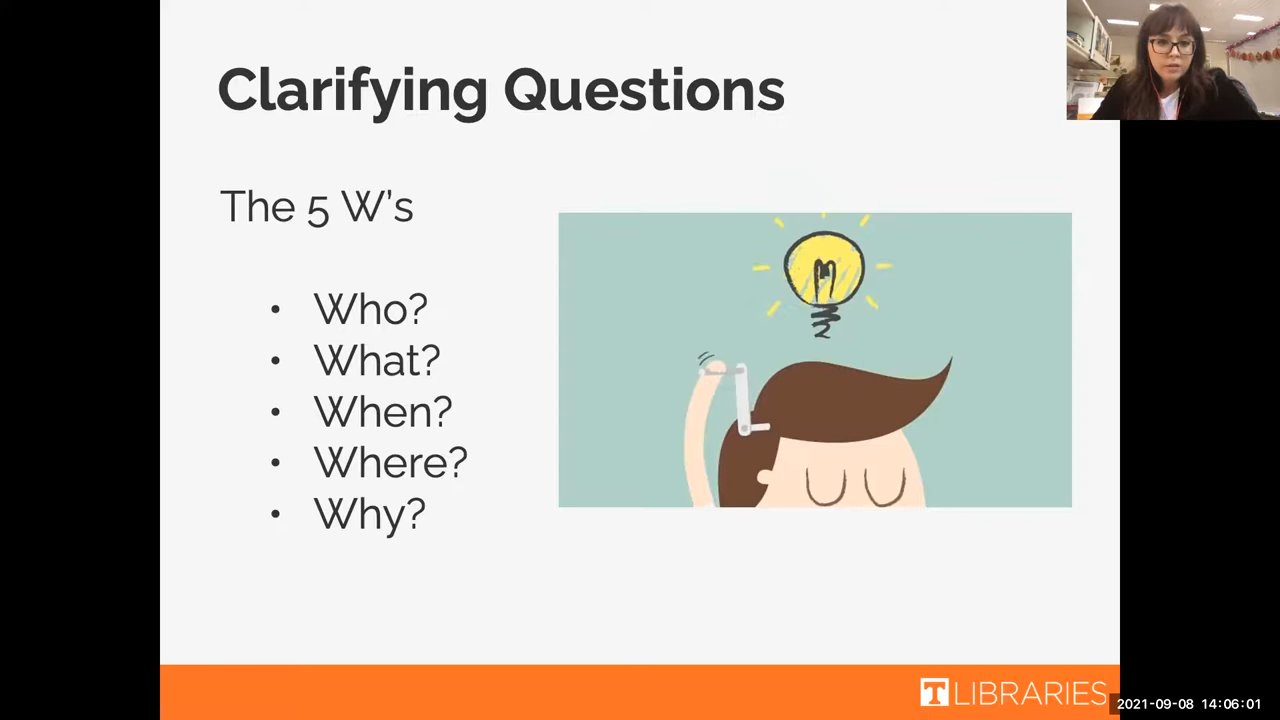 Clarifying Questions
The 5 W's
• Who?
• What?
• When?
• Where?
• Why?
T LIBRARIES
2021-09-08 14:06:01